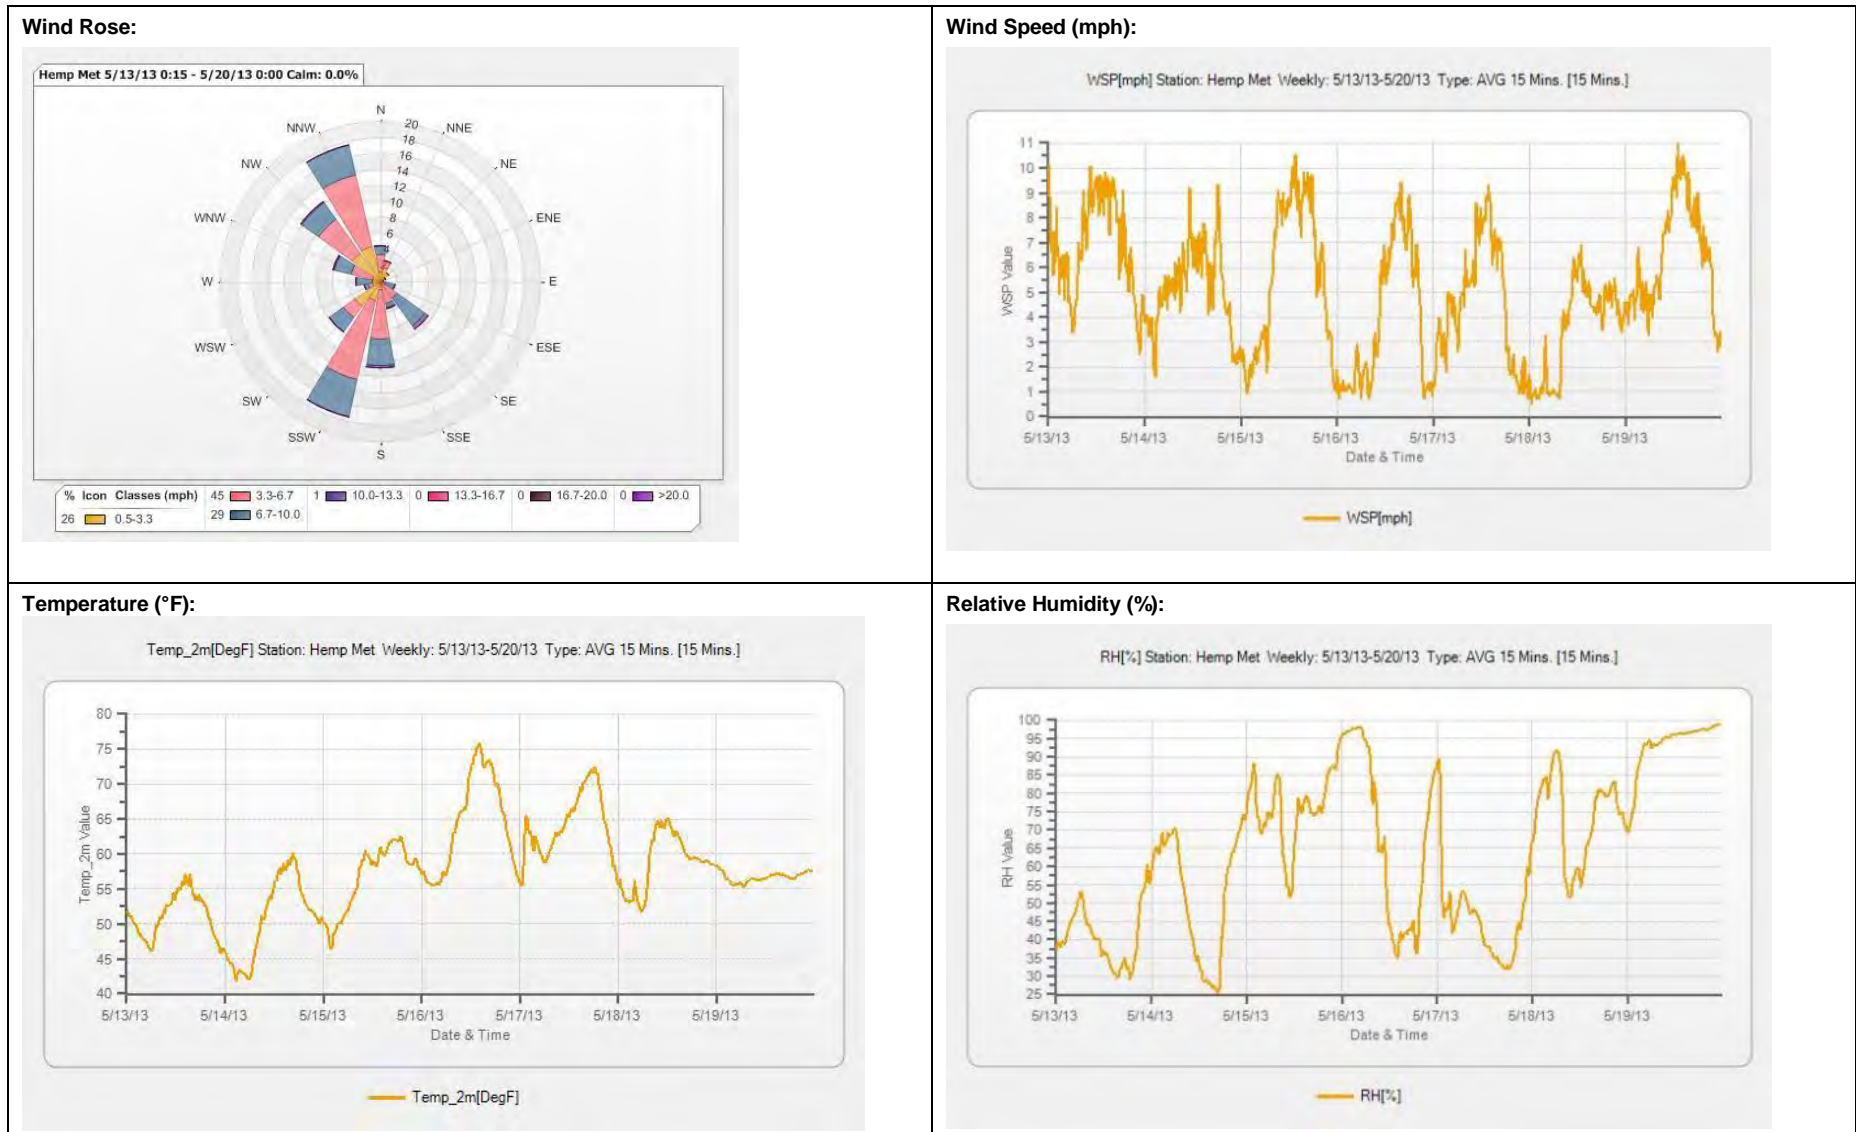 Wind Rose:
Hemp Met 5/13/13 0:15 - 5/20/13 0:00 Calm: 0.0%
N
NNW
20
NNE
18
16
NW
14
NE
12
10
WNW
8
ENE
6
4
2
W
E
WSW
ESE
SW
SE
SSW
SSE
S
% Icon Classes (mph) 45 3.3-6.7 1 10.0-13.3 0 13.3-16.7 0 16.7-20.0 0 >20.0
26 0.5-3.3 29 6.7-10.0
Wind Speed (mph):
WSP[mph] Station: Hemp Met Weekly: 5/13/13-5/20/13 Type: AVG 15 Mins. [15 Mins.]
WSP Value
11
10
9
8
7
6
5
4
3
2
1
0
5/13/13 5/14/13 5/15/13 5/16/13 5/17/13 5/18/13 5/19/13
Date & Time
WSP[mph]
Temperature (°F):
Temp_2m[DegF] Station: Hemp Met Weekly: 5/13/13-5/20/13 Type: AVG 15 Mins. [15 Mins.]
Temp_2m Value
80
75
70
65
60
55
50
45
40
5/13/13 5/14/13 5/15/13 5/16/13 5/17/13 5/18/13 5/19/13
Date & Time
Temp_2m[DegF]
Relative Humidity (%):
RH[%] Station: Hemp Met Weekly: 5/13/13-5/20/13 Type: AVG 15 Mins. [15 Mins.]
RH Value
100
95
90
85
80
75
70
65
60
55
50
45
40
35
30
25
5/13/13 5/14/13 5/15/13 5/16/13 5/17/13 5/18/13 5/19/13
Date & Time
RH[%]